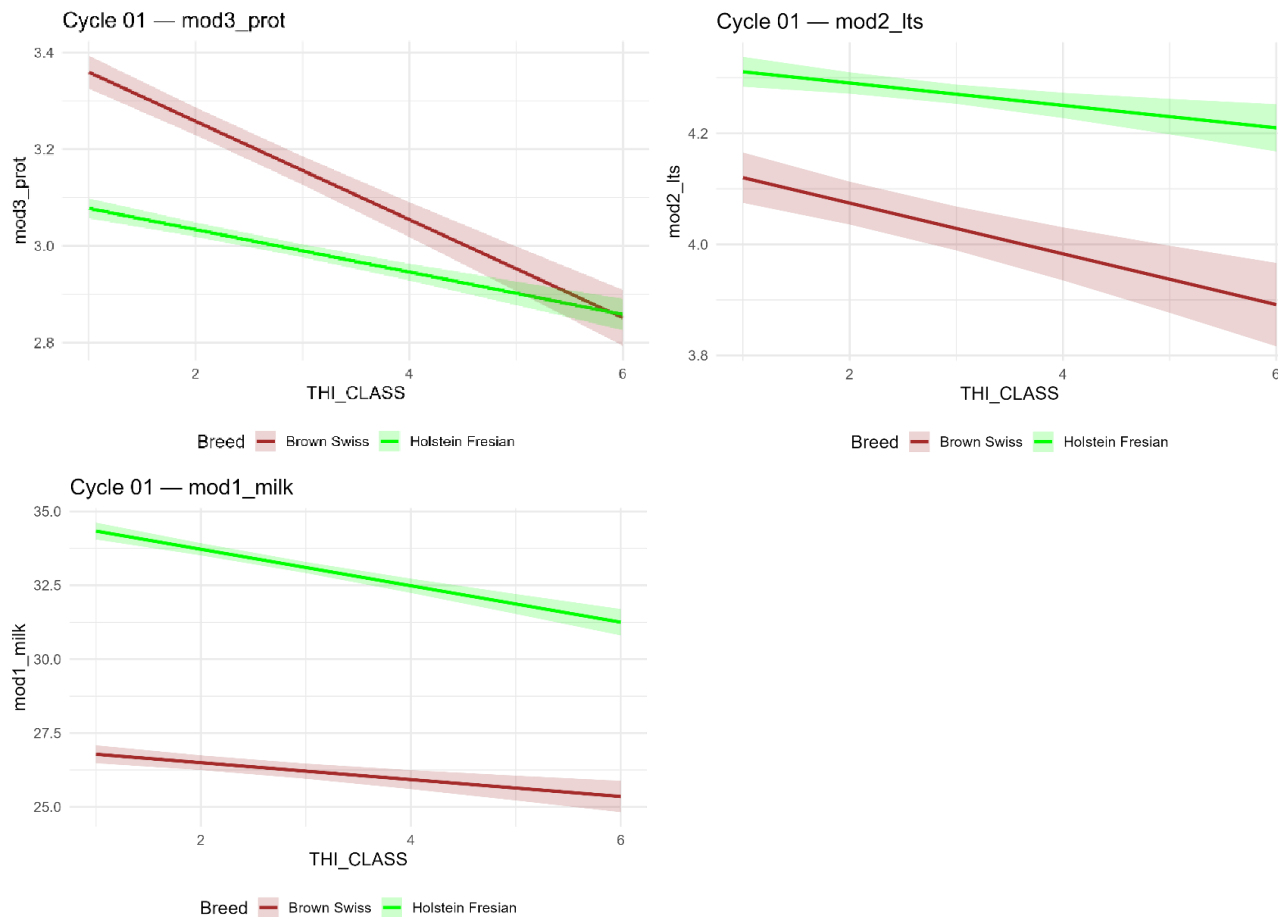 Cycle 01 — mod3_prot
3.4
3.2
3.0
2.8
mod3_prot
2 4 6
THI_CLASS
Breed Brown Swiss Holstein Fresian
Cycle 01 — mod2_lts
4.2
4.0
3.8
mod2_lts
2 4 6
THI_CLASS
Breed Brown Swiss Holstein Fresian
Cycle 01 — mod1_milk
35.0
32.5
30.0
27.5
25.0
mod1_milk
2 4 6
THI_CLASS
Breed Brown Swiss Holstein Fresian